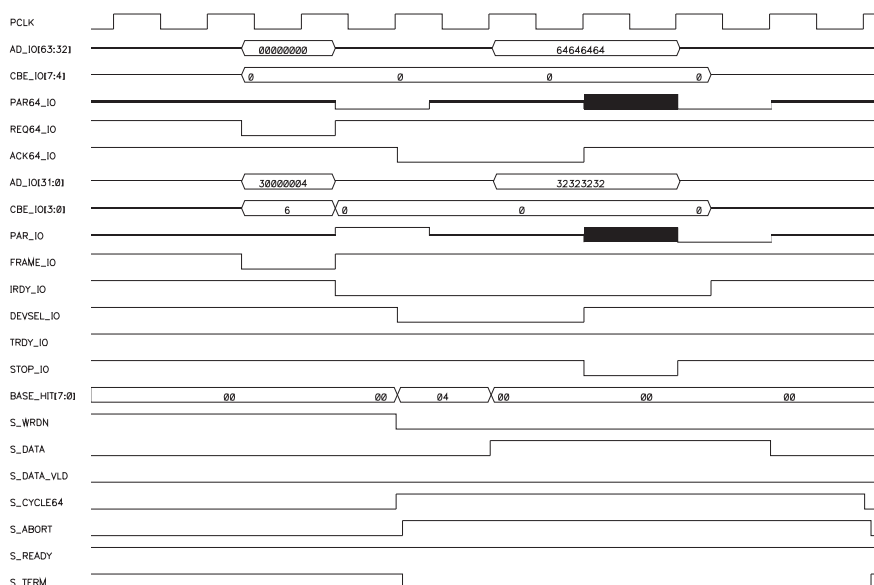 PCLK
AD_IO[63:32] 00000000 64646464
CBE_IO[7:4] 0 0 0 0
PAR64_IO
REQ64_IO
ACK64_IO
AD_IO[31:0] 30000004 32323232
CBE_IO[3:0] 6 0 0 0
PAR_IO
FRAME_IO
IRDY_IO
DEVSEL_IO
TRDY_IO
STOP_IO
BASE_HIT[7:0] 00 00 04 00 00 00
S_WRDN
S_DATA
S_DATA_VLD
S_CYCLE64
S_ABORT
S_READY
S_TERM